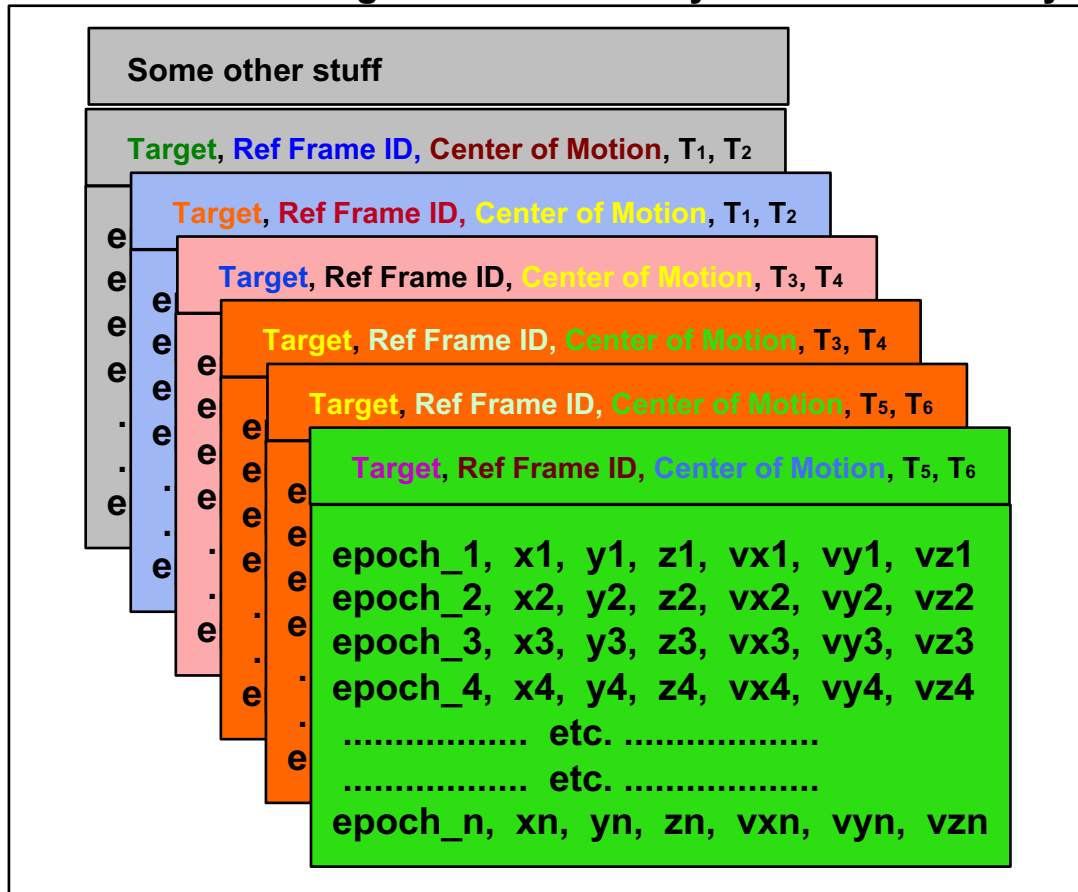 Some other stuff
Target, Ref Frame ID, Center of Motion, T1, T2
Target, Ref Frame ID, Center of Motion, T1, T2
Target, Ref Frame ID, Center of Motion, T3, T4
Target, Ref Frame ID, Center of Motion, T3, T4
Target, Ref Frame ID, Center of Motion, T5, T6
Target, Ref Frame ID, Center of Motion, T5, T6
epoch_1, x1, y1, z1, vx1, vy1, vz1
epoch_2, x2, y2, z2, vx2, vy2, vz2
epoch_3, x3, y3, z3, vx3, vy3, vz3
epoch_4, x4, y4, z4, vx4, vy4, vz4
.................. etc. ...................
.................. etc. ...................
epoch_n, xn, yn, zn, vxn, vyn, vzn